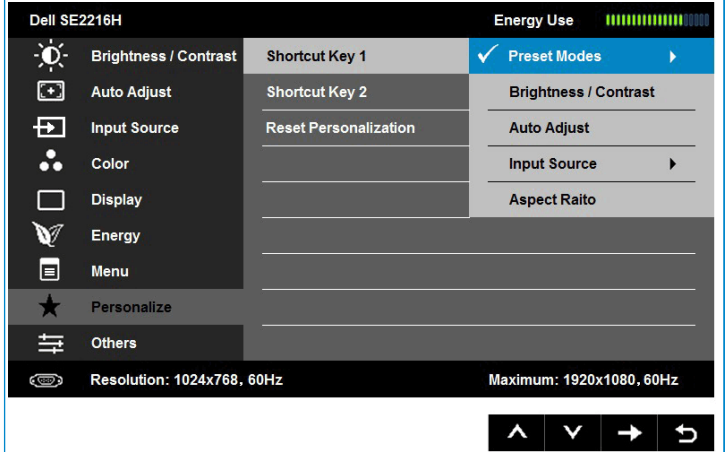 Dell SE2216H Energy Use
Brightness / Contrast Shortcut Key 1 Preset Modes
Auto Adjust Shortcut Key 2 Brightness / Contrast
Input Source Reset Personalization Auto Adjust
Color Input Source
Display Aspect Raito
Energy
Menu
Personalize
Others
Resolution: 1024x768, 60Hz Maximum: 1920x1080, 60Hz